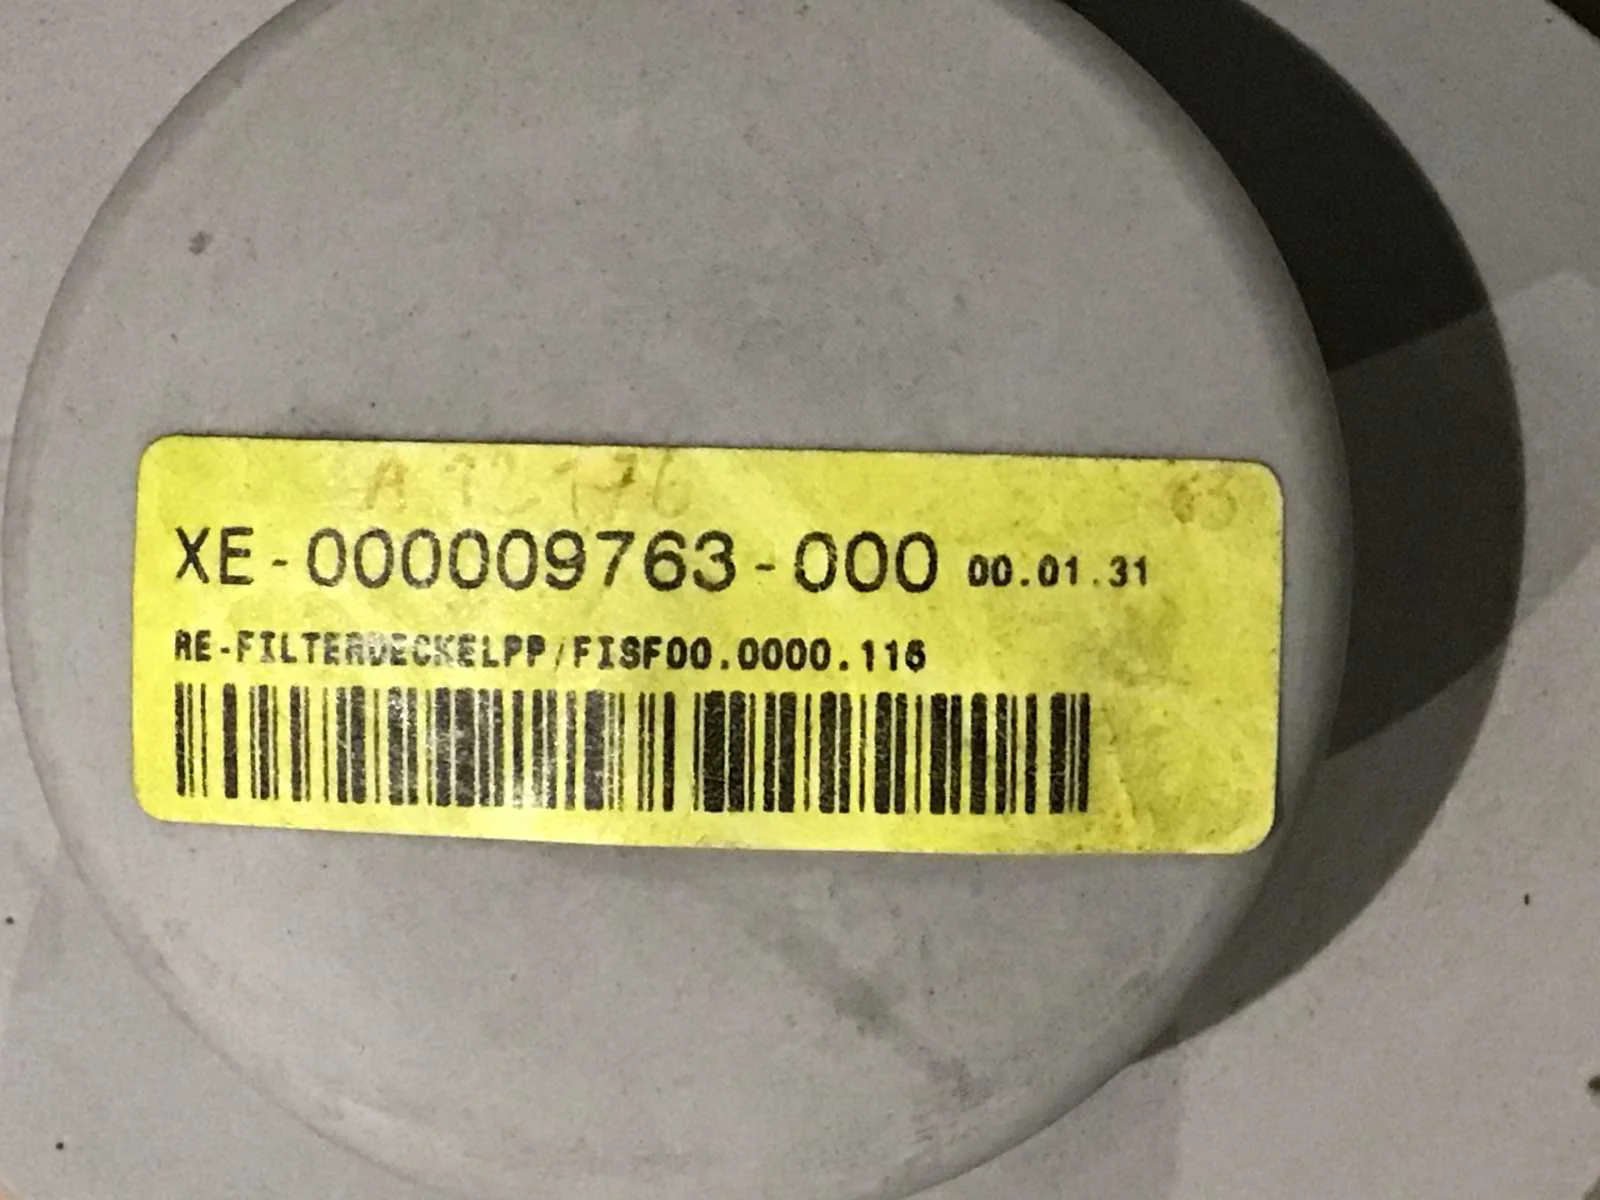 XE-000009763-000 00.01.31
RE-FILTERDECKELPP/FISF00.0000.116